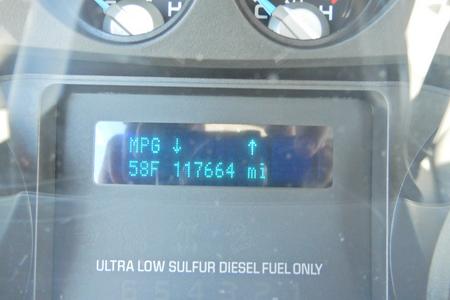 H C H
MPG ↓ ↑
58F 117664 mi
ULTRA LOW SULFUR DIESEL FUEL ONLY